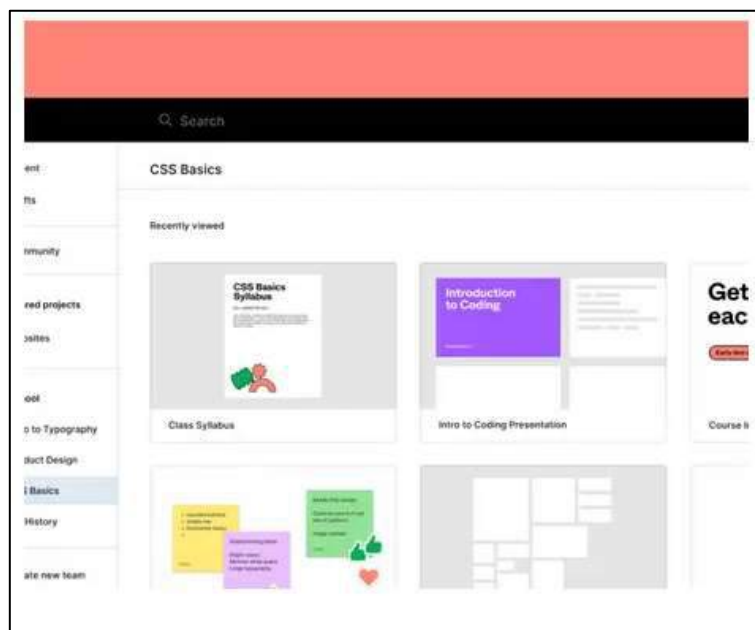 Search
ent
fts
CSS Basics
Recently viewed
mmunity
red projects
osites
ool
o to Typography
duct Design
S Basics
History
ate new team
CSS Basics
Syllabus
Class Syllabus
Introduction
to Coding
Intro to Coding Presentation
Get
eac
Course I